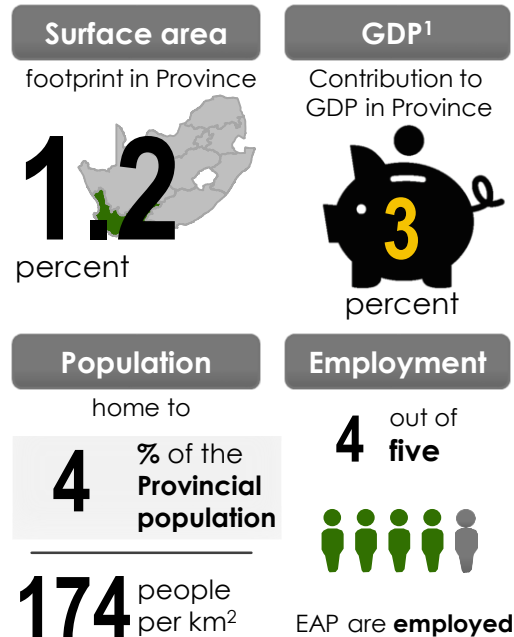 Surface area
footprint in Province
1.2
percent
GDP¹
Contribution to
GDP in Province
3
percent
Population
home to
4 % of the
Provincial
population
174 people
per km²
Employment
4 out of
five
EAP are employed